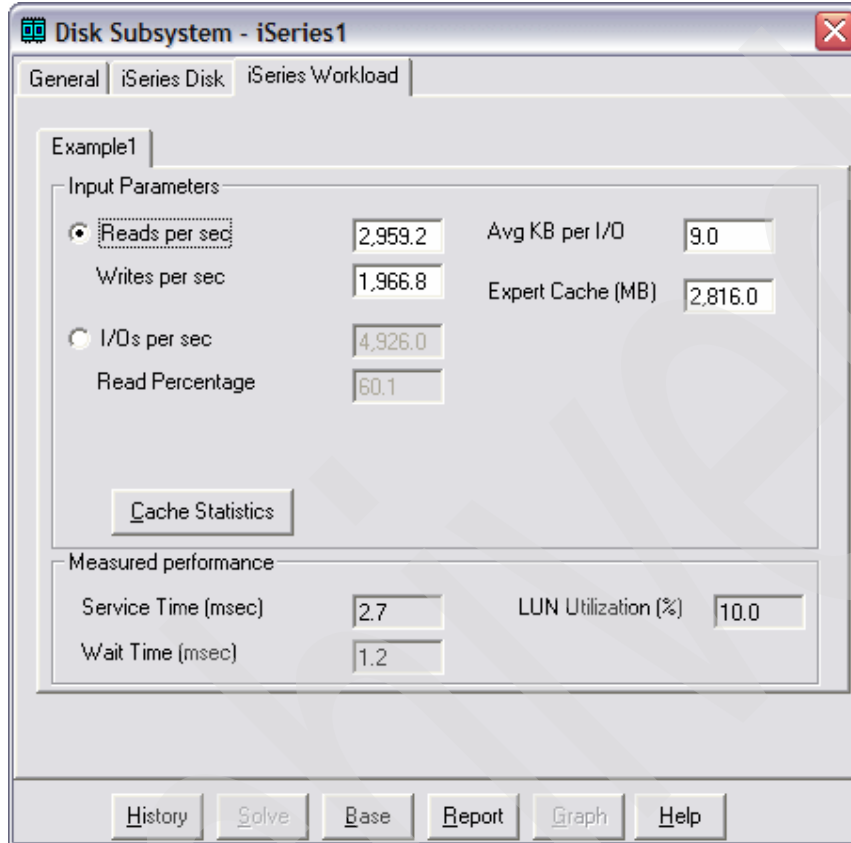 Disk Subsystem - iSeries1
General iSeries Disk iSeries Workload
Example1
Input Parameters
Reads per sec 2,959.2 Avg KB per I/O 9.0
Writes per sec 1,966.8 Expert Cache (MB) 2,816.0
I/Os per sec 4,926.0
Read Percentage 60.1
Cache Statistics
Measured performance
Service Time (msec) 2.7 LUN Utilization (%) 10.0
Wait Time (msec) 1.2
History Solve Base Report Graph Help